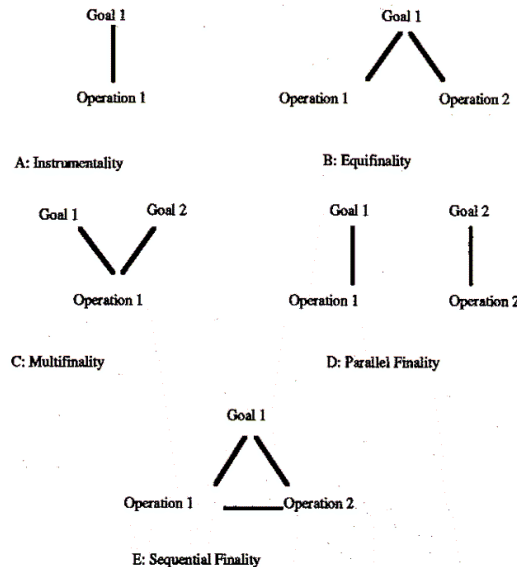 Goal 1
Goal 1
Operation 1
Operation 1
Operation 2
A: Instrumentality
B: Equifinality
Goal 1
Goal 2
Goal 1
Goal 2
Operation 1
Operation 1
Operation 2
C: Multifinality
D: Parallel Finality
Goal 1
Operation 1
Operation 2
E: Sequential Finality